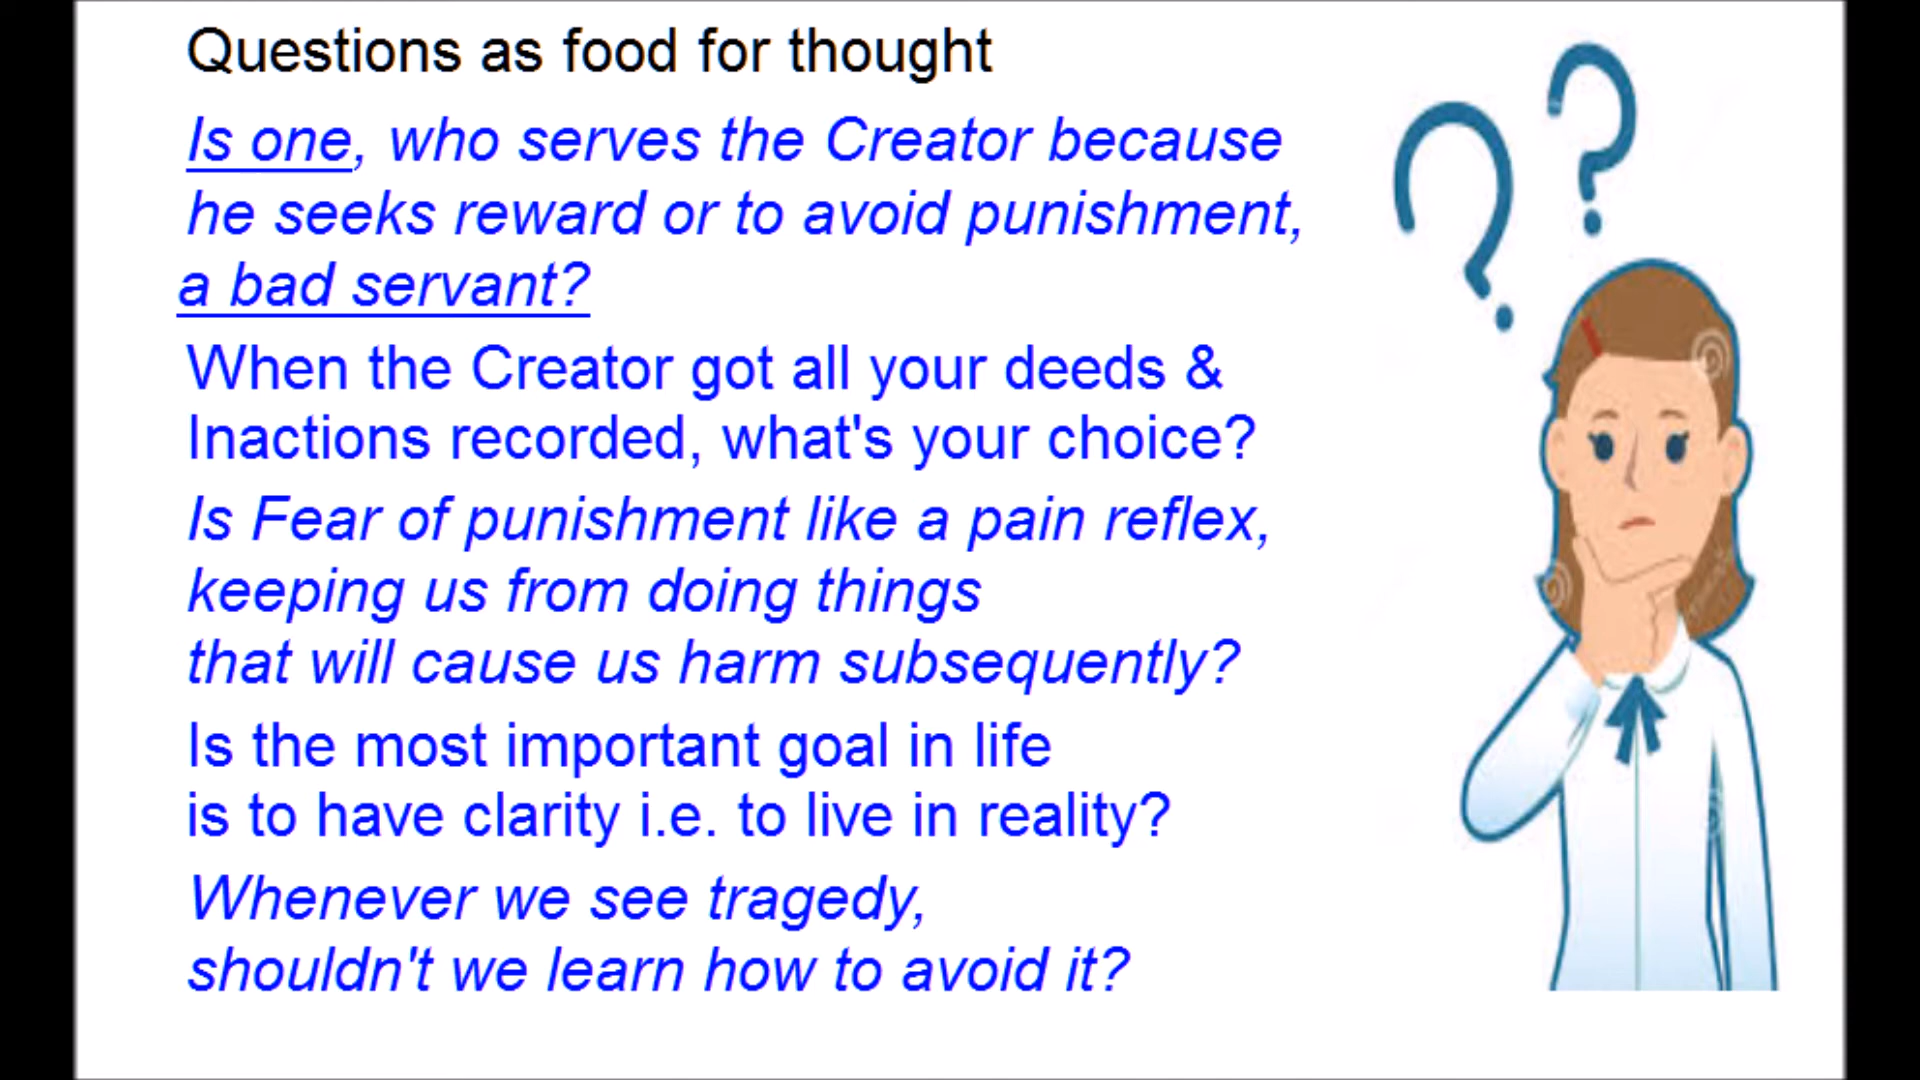 Questions as food for thought
Is one, who serves the Creator because
he seeks reward or to avoid punishment,
a bad servant?
When the Creator got all your deeds &
Inactions recorded, what's your choice?
Is Fear of punishment like a pain reflex,
keeping us from doing things
that will cause us harm subsequently?
Is the most important goal in life
is to have clarity i.e. to live in reality?
Whenever we see tragedy,
shouldn't we learn how to avoid it?